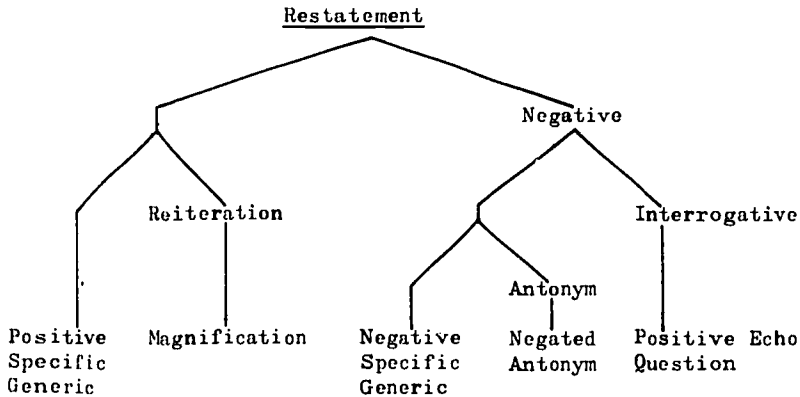 Restatement
Negative
Reiteration
Interrogative
Antonym
Positive
Specific
Generic
Magnification
Negative
Specific
Generic
Negated
Antonym
Positive Echo
Question